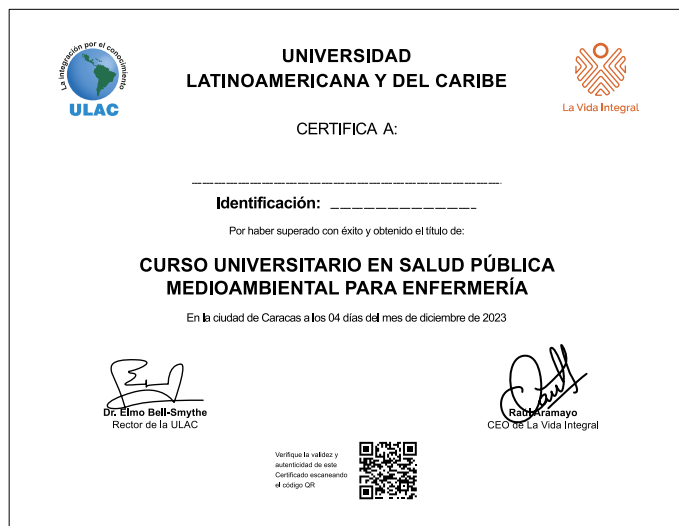 La integración por el conocimiento
ULAC
UNIVERSIDAD
LATINOAMERICANA Y DEL CARIBE
La Vida Integral
CERTIFICA A:
Identificación:
Por haber superado con éxito y obtenido el título de:
CURSO UNIVERSITARIO EN SALUD PÚBLICA
MEDIOAMBIENTAL PARA ENFERMERÍA
En la ciudad de Caracas a los 04 días del mes de diciembre de 2023
Dr. Elmo Bell-Smythe
Rector de la ULAC
Raúl Aramayo
CEO de La Vida Integral
Verifique la validez y
autenticidad de este
Certificado escaneando
el código QR